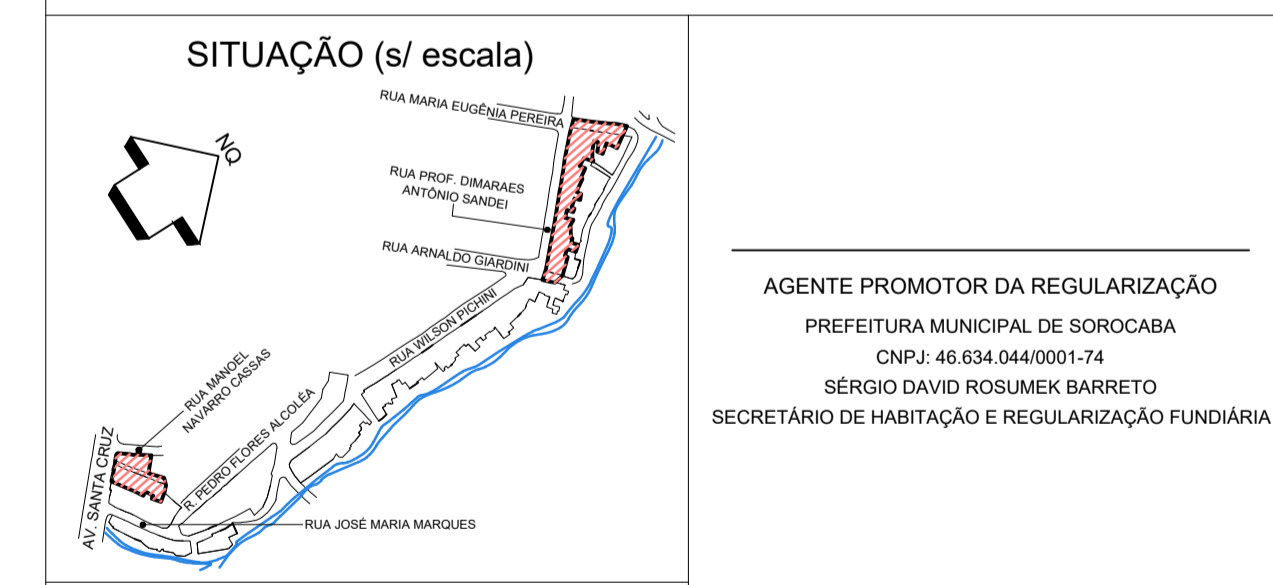 SITUAÇÃO (s/ escala)
NQ
RUA MARIA EUGÊNIA PEREIRA
RUA PROF. DIMARAES
ANTÔNIO SANDEI
RUA ARNALDO GIARDINI
RUA WILSON PICHINI
RUA MANOEL
NAVARRO CASSAS
R. PEDRO FLORES ALCOLÉA
AV. SANTA CRUZ
RUA JOSÉ MARIA MARQUES
AGENTE PROMOTOR DA REGULARIZAÇÃO
PREFEITURA MUNICIPAL DE SOROCABA
CNPJ: 46.634.044/0001-74
SÉRGIO DAVID ROSUMEK BARRETO
SECRETÁRIO DE HABITAÇÃO E REGULARIZAÇÃO FUNDIÁRIA